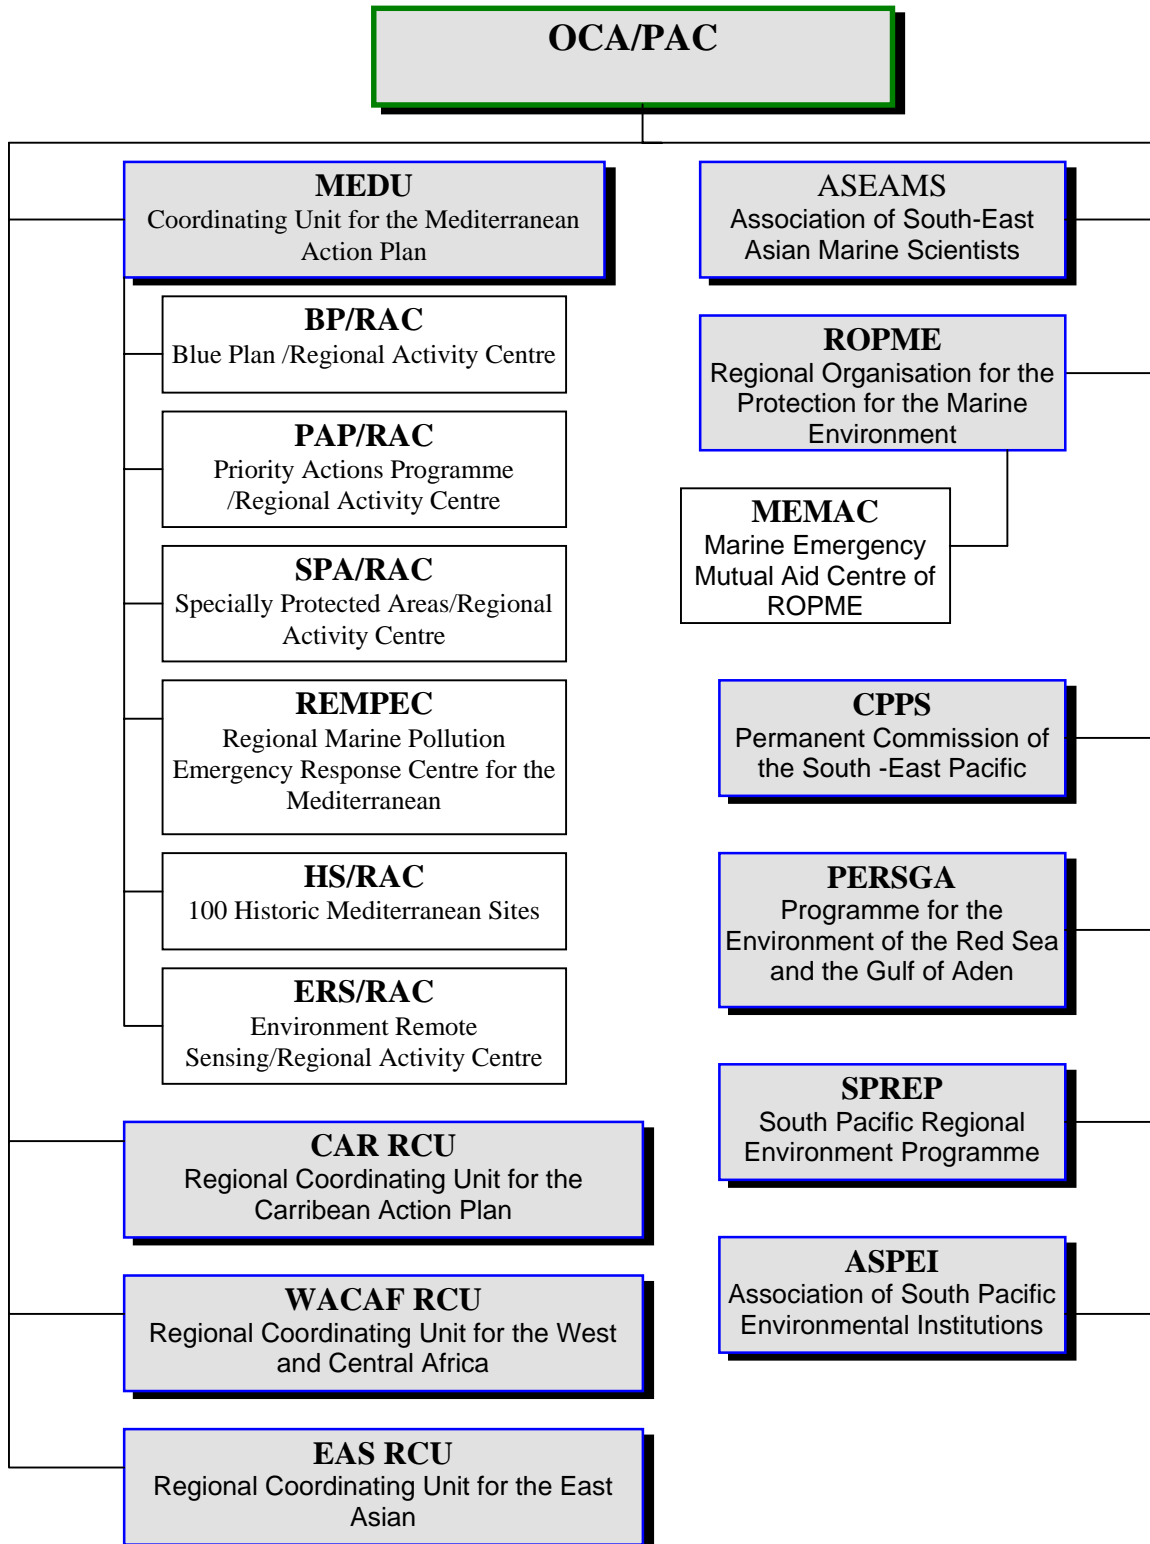 OCA/PAC
MEDU
Coordinating Unit for the Mediterranean
Action Plan
BP/RAC
Blue Plan /Regional Activity Centre
PAP/RAC
Priority Actions Programme
/Regional Activity Centre
SPA/RAC
Specially Protected Areas/Regional
Activity Centre
REMPEC
Regional Marine Pollution
Emergency Response Centre for the
Mediterranean
HS/RAC
100 Historic Mediterranean Sites
ERS/RAC
Environment Remote
Sensing/Regional Activity Centre
CAR RCU
Regional Coordinating Unit for the
Carribean Action Plan
WACAF RCU
Regional Coordinating Unit for the West
and Central Africa
EAS RCU
Regional Coordinating Unit for the East
Asian
ASEAMS
Association of South-East
Asian Marine Scientists
ROPME
Regional Organisation for the
Protection for the Marine
Environment
MEMAC
Marine Emergency
Mutual Aid Centre of
ROPME
CPPS
Permanent Commission of
the South -East Pacific
PERSGA
Programme for the
Environment of the Red Sea
and the Gulf of Aden
SPREP
South Pacific Regional
Environment Programme
ASPEI
Association of South Pacific
Environmental Institutions